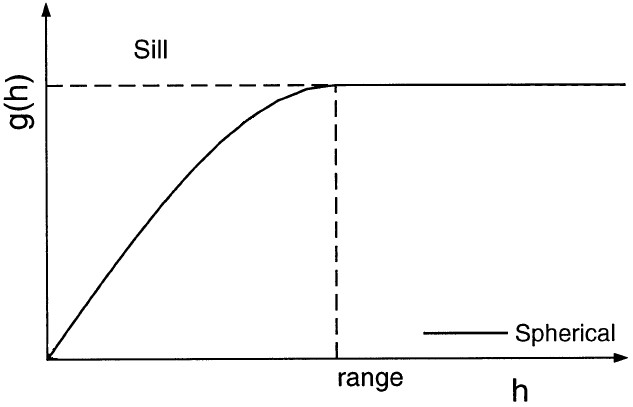 Sill
g(h)
Spherical
range
h